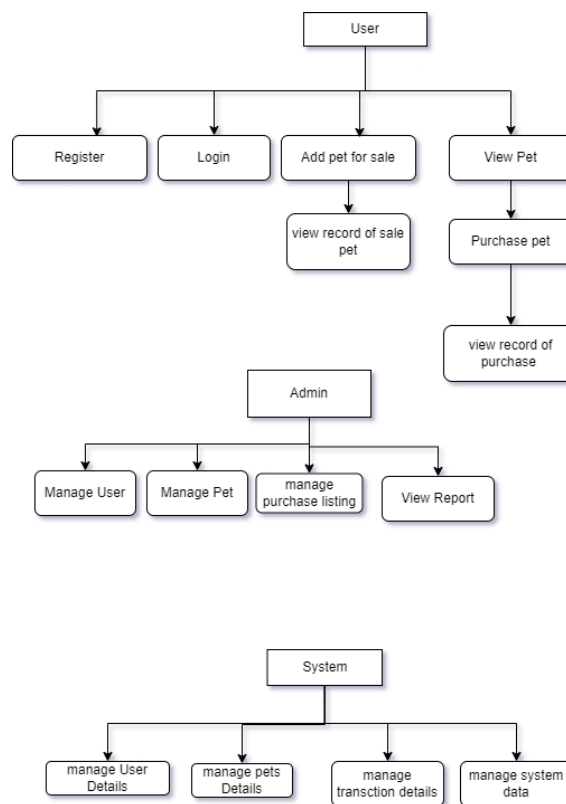 User
Register
Login
Add pet for sale
View Pet
view record of sale
pet
Purchase pet
view record of
purchase
Admin
Manage User
Manage Pet
manage
purchase listing
View Report
System
manage User
Details
manage pets
Details
manage
transction details
manage system
data